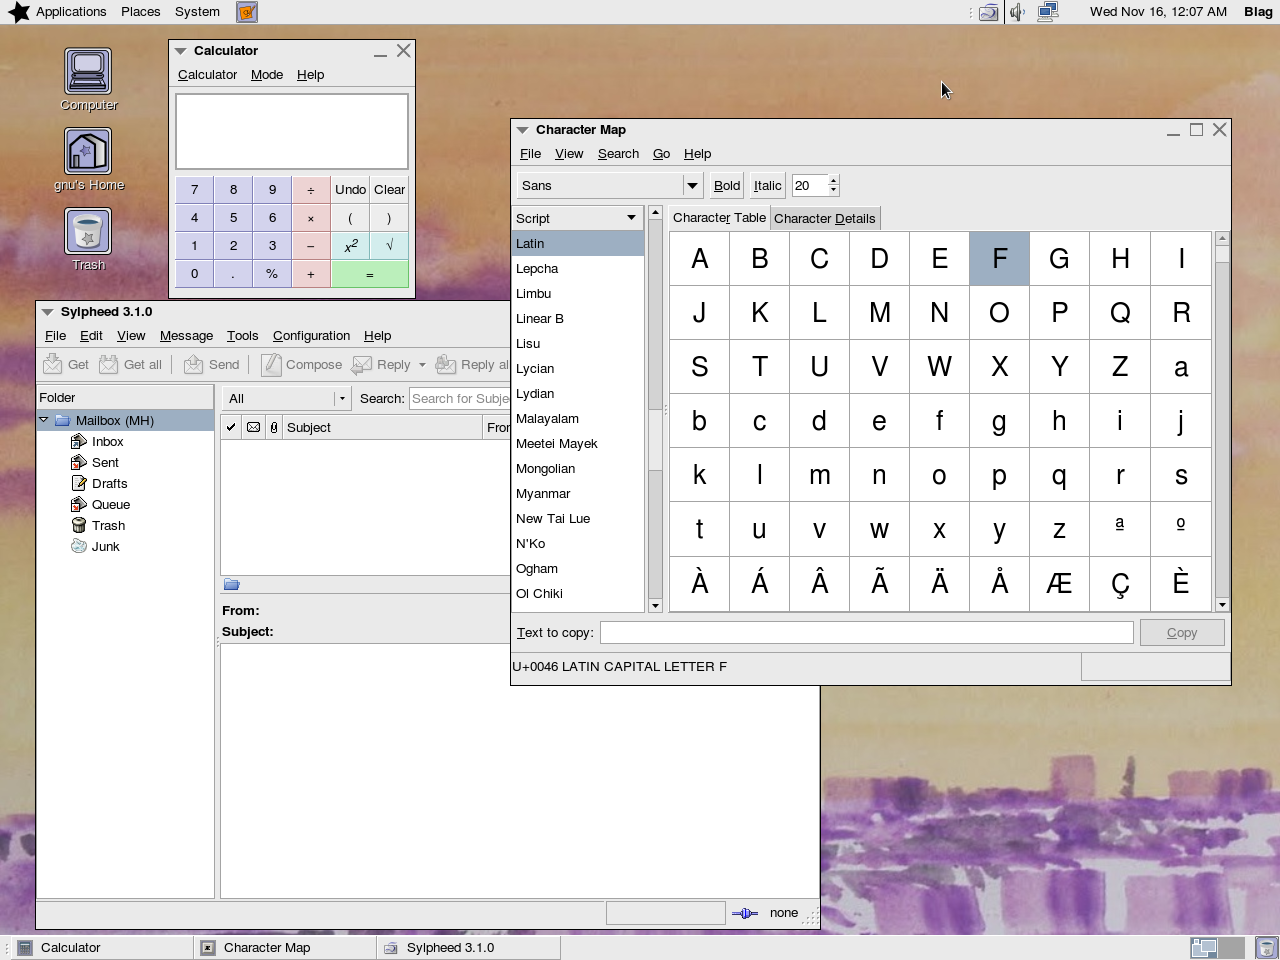 Applications Places System
Wed Nov 16, 12:07 AM Blag
Computer
gnu's Home
Trash
Calculator
Calculator Mode Help
7 8 9 ÷ Undo Clear
4 5 6 × ( )
1 2 3 − x² √
0 . % + =
Character Map
File View Search Go Help
Sans Bold Italic 20
Script
Latin
Lepcha
Limbu
Linear B
Lisu
Lycian
Lydian
Malayalam
Meetei Mayek
Mongolian
Myanmar
New Tai Lue
N'Ko
Ogham
Ol Chiki
Character Table Character Details
A B C D E F G H I
J K L M N O P Q R
S T U V W X Y Z a
b c d e f g h i j
k l m n o p q r s
t u v w x y z ª º
À Á Â Ã Ä Å Æ Ç È
Text to copy: Copy
U+0046 LATIN CAPITAL LETTER F
Sylpheed 3.1.0
File Edit View Message Tools Configuration Help
Get Get all Send Compose Reply Reply al
Folder
Mailbox (MH)
Inbox
Sent
Drafts
Queue
Trash
Junk
All Search: Search for Subje
Subject Fror
From:
Subject:
none
Calculator Character Map Sylpheed 3.1.0